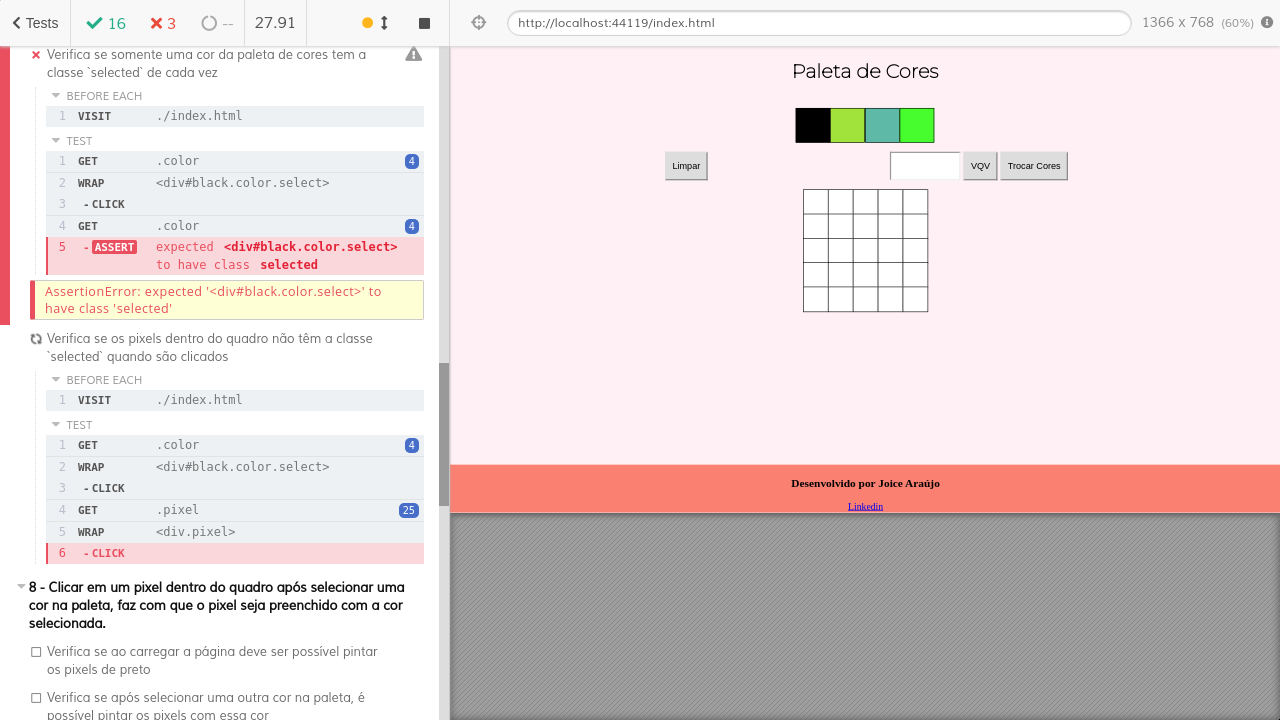 Tests
16
3
--
27.91
http://localhost:44119/index.html
1366 x 768 (60%)
Verifica se somente uma cor da paleta de cores tem a
classe `selected` de cada vez
BEFORE EACH
1 VISIT ./index.html
TEST
1 GET .color 4
2 WRAP <div#black.color.select>
3 - CLICK
4 GET .color 4
5 - ASSERT expected <div#black.color.select>
to have class selected
AssertionError: expected '<div#black.color.select>' to
have class 'selected'
Verifica se os pixels dentro do quadro não têm a classe
`selected` quando são clicados
BEFORE EACH
1 VISIT ./index.html
TEST
1 GET .color 4
2 WRAP <div#black.color.select>
3 - CLICK
4 GET .pixel 25
5 WRAP <div.pixel>
6 - CLICK
8 - Clicar em um pixel dentro do quadro após selecionar uma
cor na paleta, faz com que o pixel seja preenchido com a cor
selecionada.
Verifica se ao carregar a página deve ser possível pintar
os pixels de preto
Verifica se após selecionar uma outra cor na paleta, é
possível pintar os pixels com essa cor
Paleta de Cores
Limpar
VQV
Trocar Cores
Desenvolvido por Joice Araújo
Linkedin